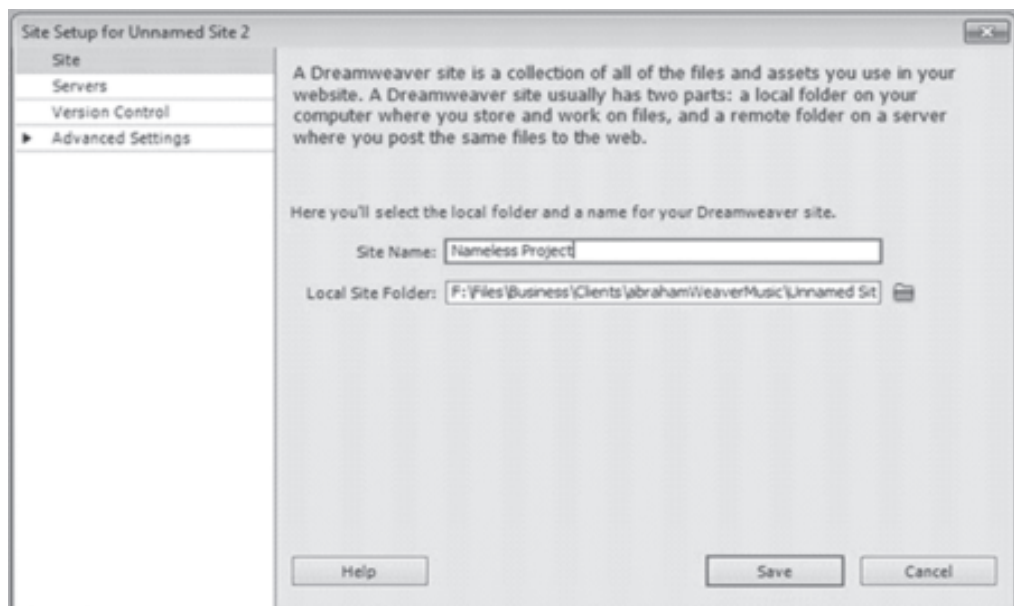 Site Setup for Unnamed Site 2
Site
Servers
Version Control
Advanced Settings
A Dreamweaver site is a collection of all of the files and assets you use in your
website. A Dreamweaver site usually has two parts: a local folder on your
computer where you store and work on files, and a remote folder on a server
where you post the same files to the web.
Here you'll select the local folder and a name for your Dreamweaver site.
Site Name: Nameless Project
Local Site Folder: F:\Files\Business\Clients\abrahamWeaverMusic\Unnamed Sit
Help Save Cancel